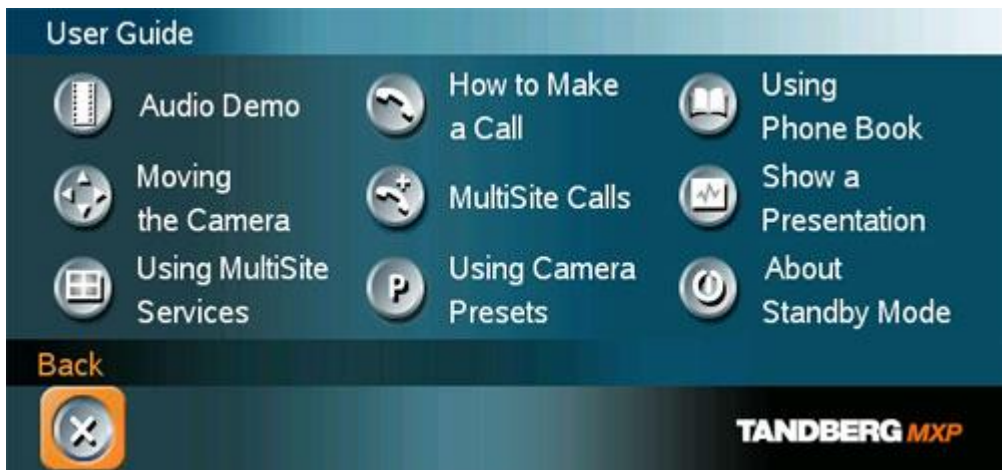 User Guide
Audio Demo
How to Make
a Call
Using
Phone Book
Moving
the Camera
MultiSite Calls
Show a
Presentation
Using MultiSite
Services
P
Using Camera
Presets
About
Standby Mode
Back
TANDBERG MXP